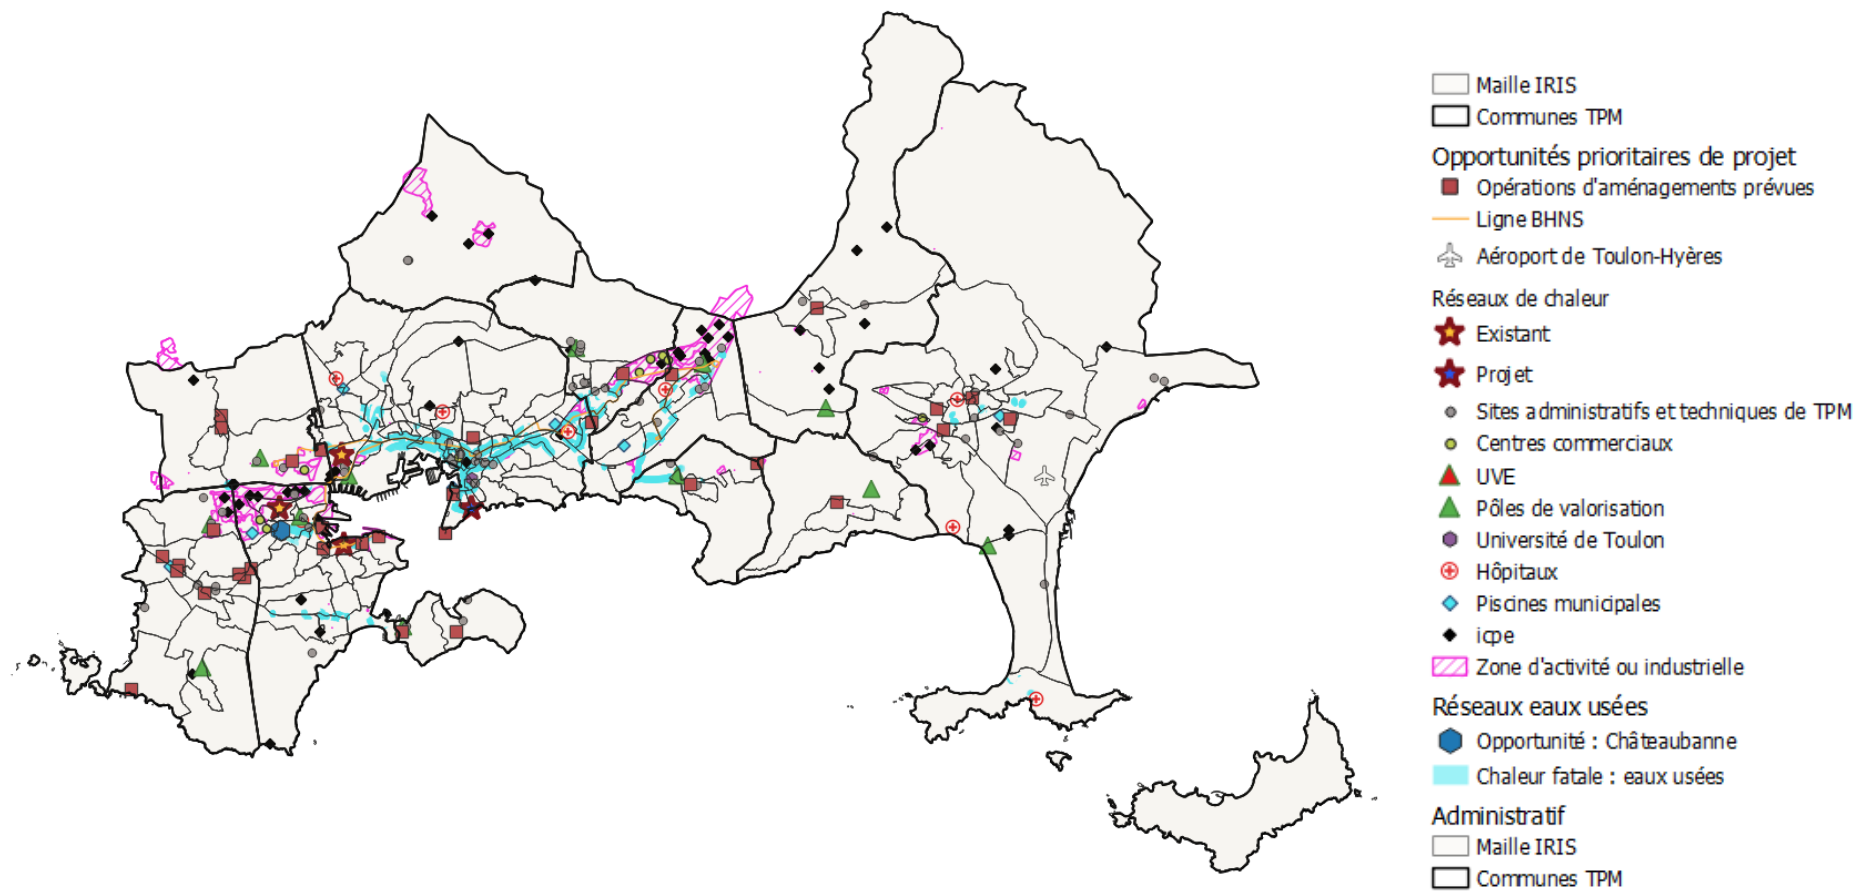 Maille IRIS
Communes TPM
Opportunités prioritaires de projet
Opérations d'aménagements prévues
Ligne BHNS
Aéroport de Toulon-Hyères
Réseaux de chaleur
Existant
Projet
Sites administratifs et techniques de TPM
Centres commerciaux
UVE
Pôles de valorisation
Université de Toulon
Hôpitaux
Piscines municipales
icpe
Zone d'activité ou industrielle
Réseaux eaux usées
Opportunité : Châteaubanne
Chaleur fatale : eaux usées
Administratif
Maille IRIS
Communes TPM